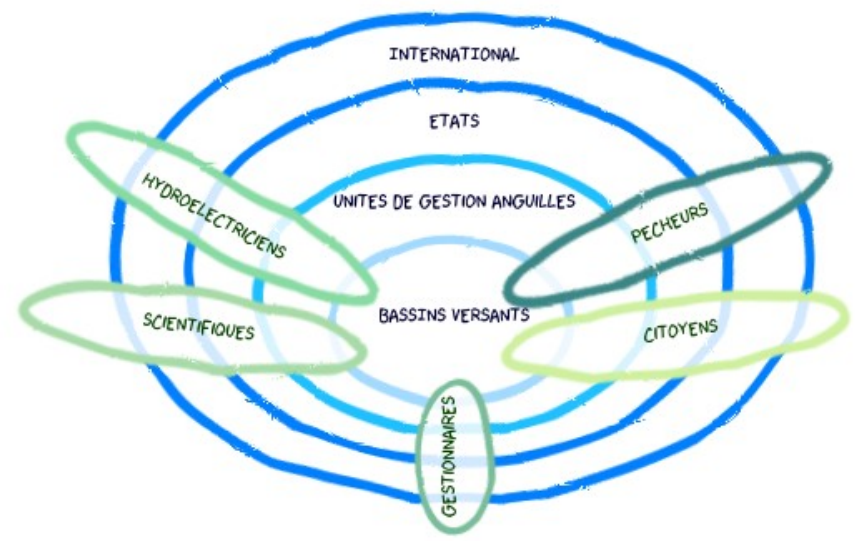 INTERNATIONAL
ETATS
UNITES DE GESTION ANGUILLES
HYDROELECTRICIENS
PECHEURS
BASSINS VERSANTS
SCIENTIFIQUES
CITOYENS
GESTIONNAIRES